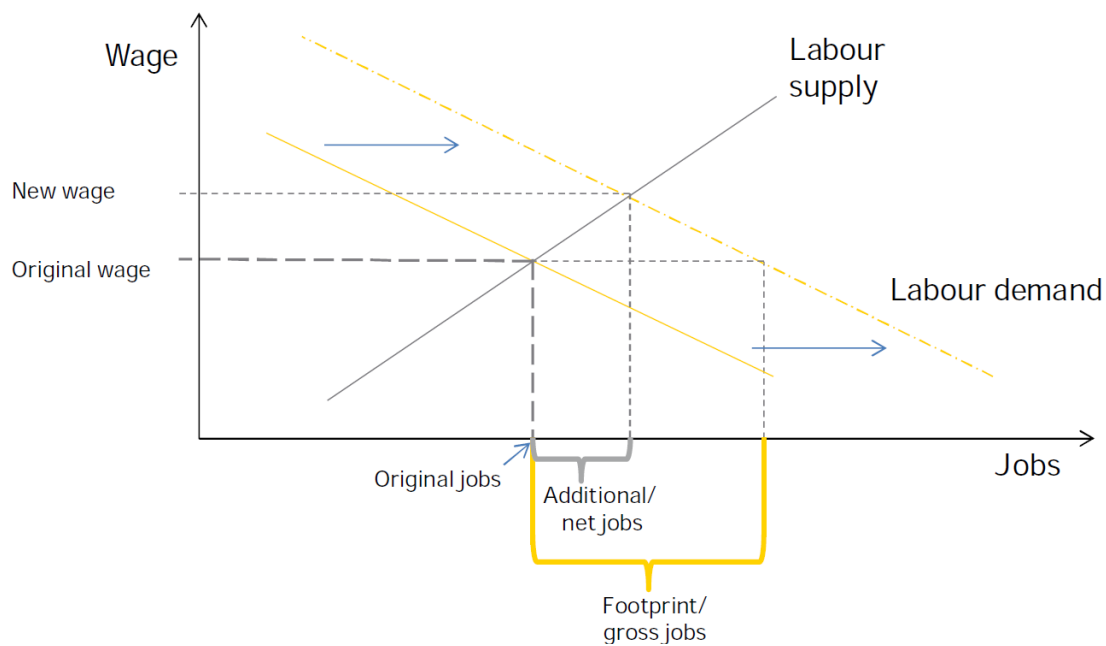 Wage
Labour
supply
New wage
Original wage
Labour demand
Jobs
Original jobs
Additional/
net jobs
Footprint/
gross jobs